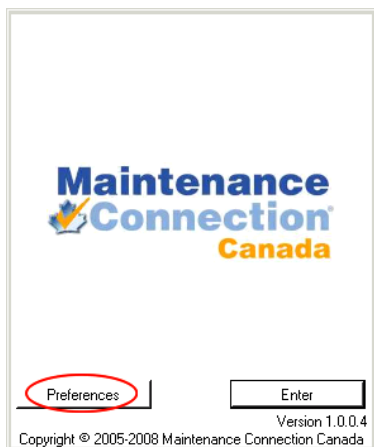 Maintenance
Connection®
Canada
Preferences Enter
Version 1.0.0.4
Copyright © 2005-2008 Maintenance Connection Canada